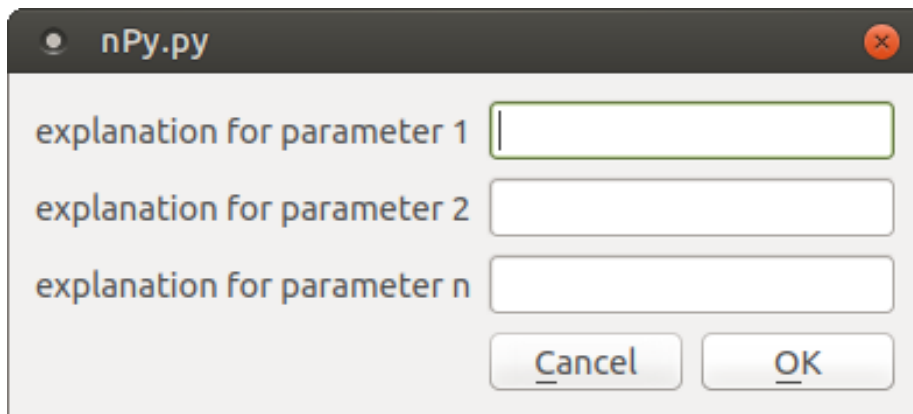 nPy.py
explanation for parameter 1
explanation for parameter 2
explanation for parameter n
Cancel OK